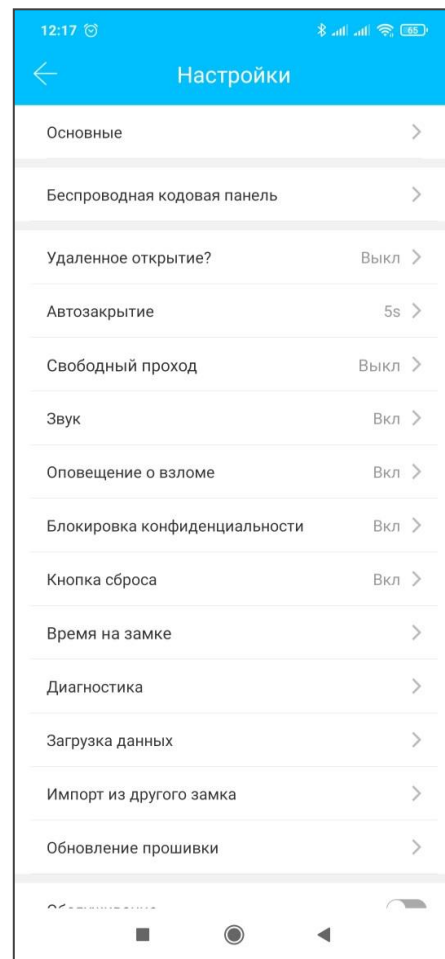 12:17
65
Настройки
Основные
Беспроводная кодовая панель
Удаленное открытие? Выкл
Автозакрытие 5s
Свободный проход Выкл
Звук Вкл
Оповещение о взломе Вкл
Блокировка конфиденциальности Вкл
Кнопка сброса Вкл
Время на замке
Диагностика
Загрузка данных
Импорт из другого замка
Обновление прошивки